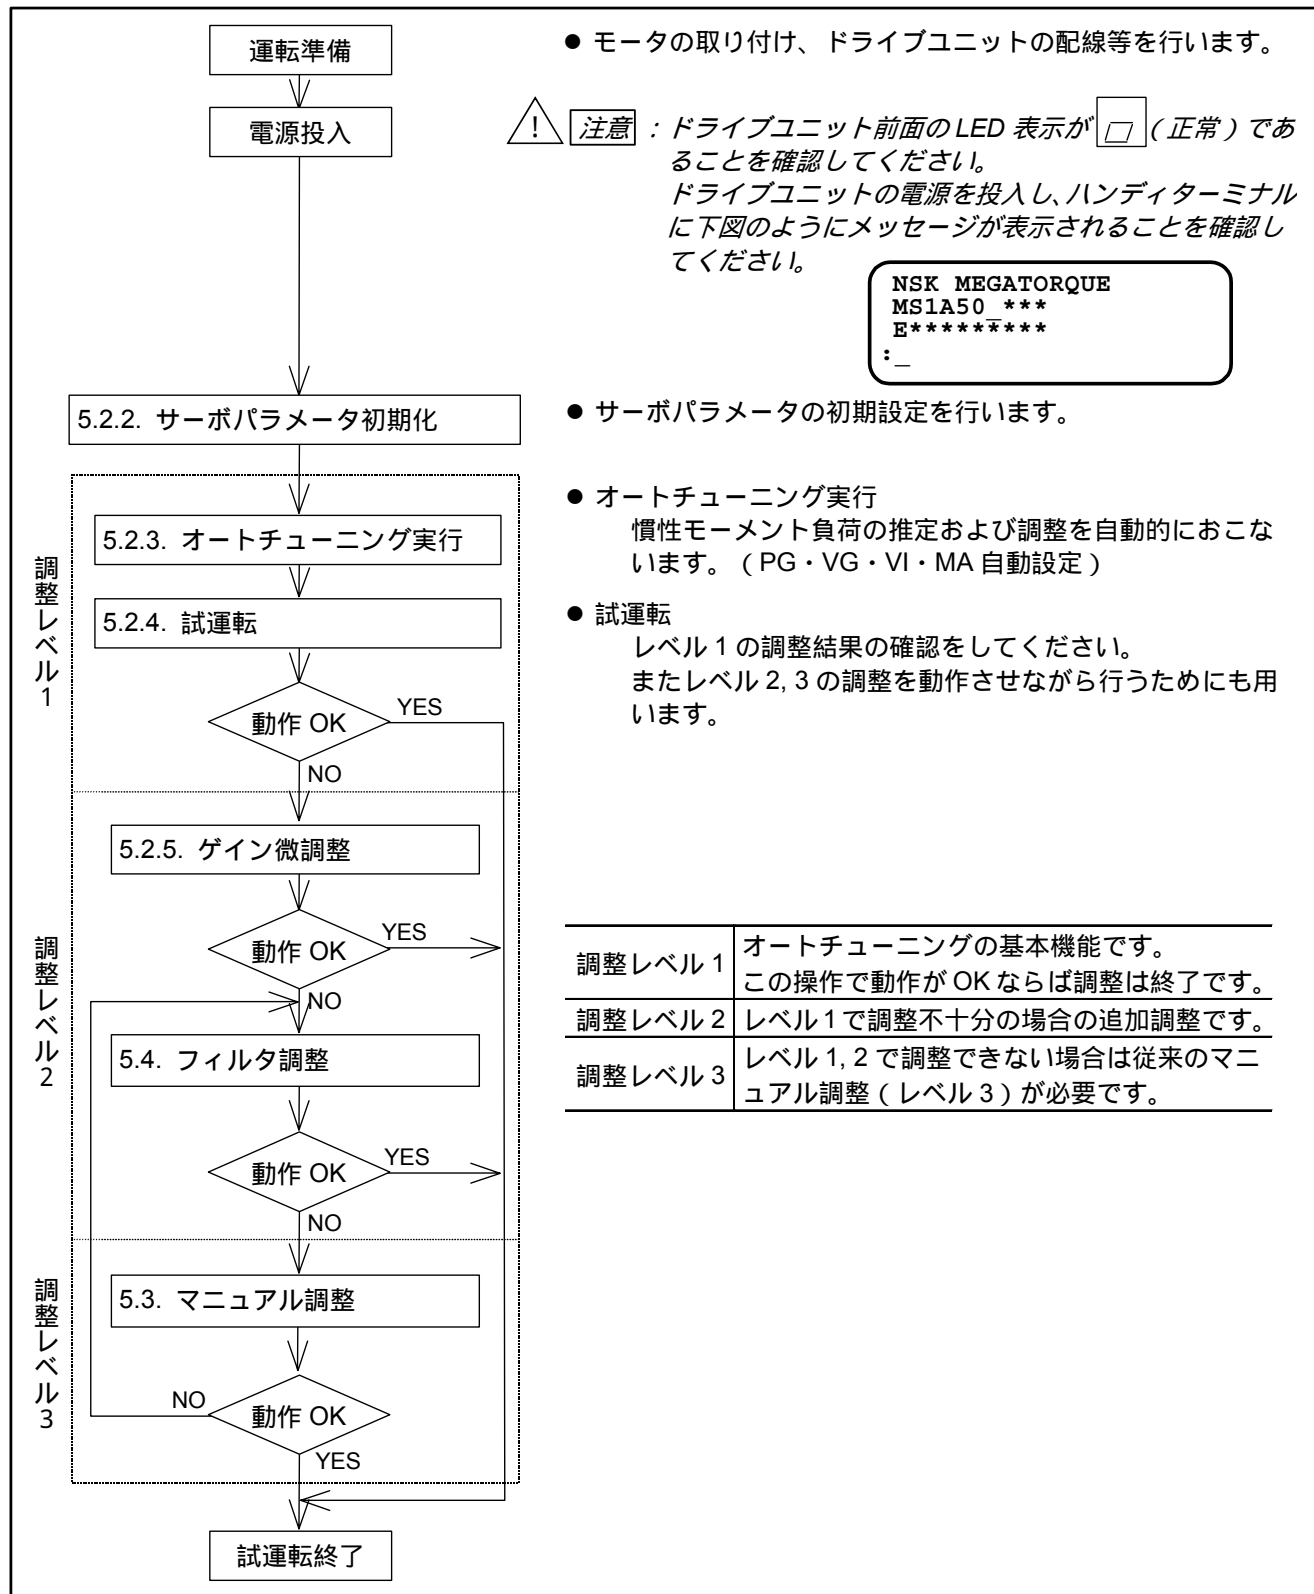 運転準備
● モータの取り付け、ドライブユニットの配線等を行います。
電源投入
! 注意 : ドライブユニット前面の LED 表示が (正常) であ
ることを確認してください。
ドライブユニットの電源を投入し、ハンディターミナル
に下図のようにメッセージが表示されることを確認し
てください。
NSK MEGATORQUE
MS1A50_***
E*********
:_
5.2.2. サーボパラメータ初期化
● サーボパラメータの初期設定を行います。
調整レベル1
5.2.3. オートチューニング実行
● オートチューニング実行
慣性モーメント負荷の推定および調整を自動的におこな
います。(PG・VG・VI・MA 自動設定)
5.2.4. 試運転
● 試運転
レベル 1 の調整結果の確認をしてください。
またレベル 2, 3 の調整を動作させながら行うためにも用
います。
動作 OK
YES
NO
調整レベル2
5.2.5. ゲイン微調整
動作 OK
YES
NO
5.4. フィルタ調整
動作 OK
YES
NO
調整レベル 1
オートチューニングの基本機能です。
この操作で動作が OK ならば調整は終了です。
調整レベル 2
レベル 1 で調整不十分の場合の追加調整です。
調整レベル 3
レベル 1, 2 で調整できない場合は従来のマニ
ュアル調整(レベル 3)が必要です。
調整レベル3
5.3. マニュアル調整
動作 OK
NO
YES
試運転終了